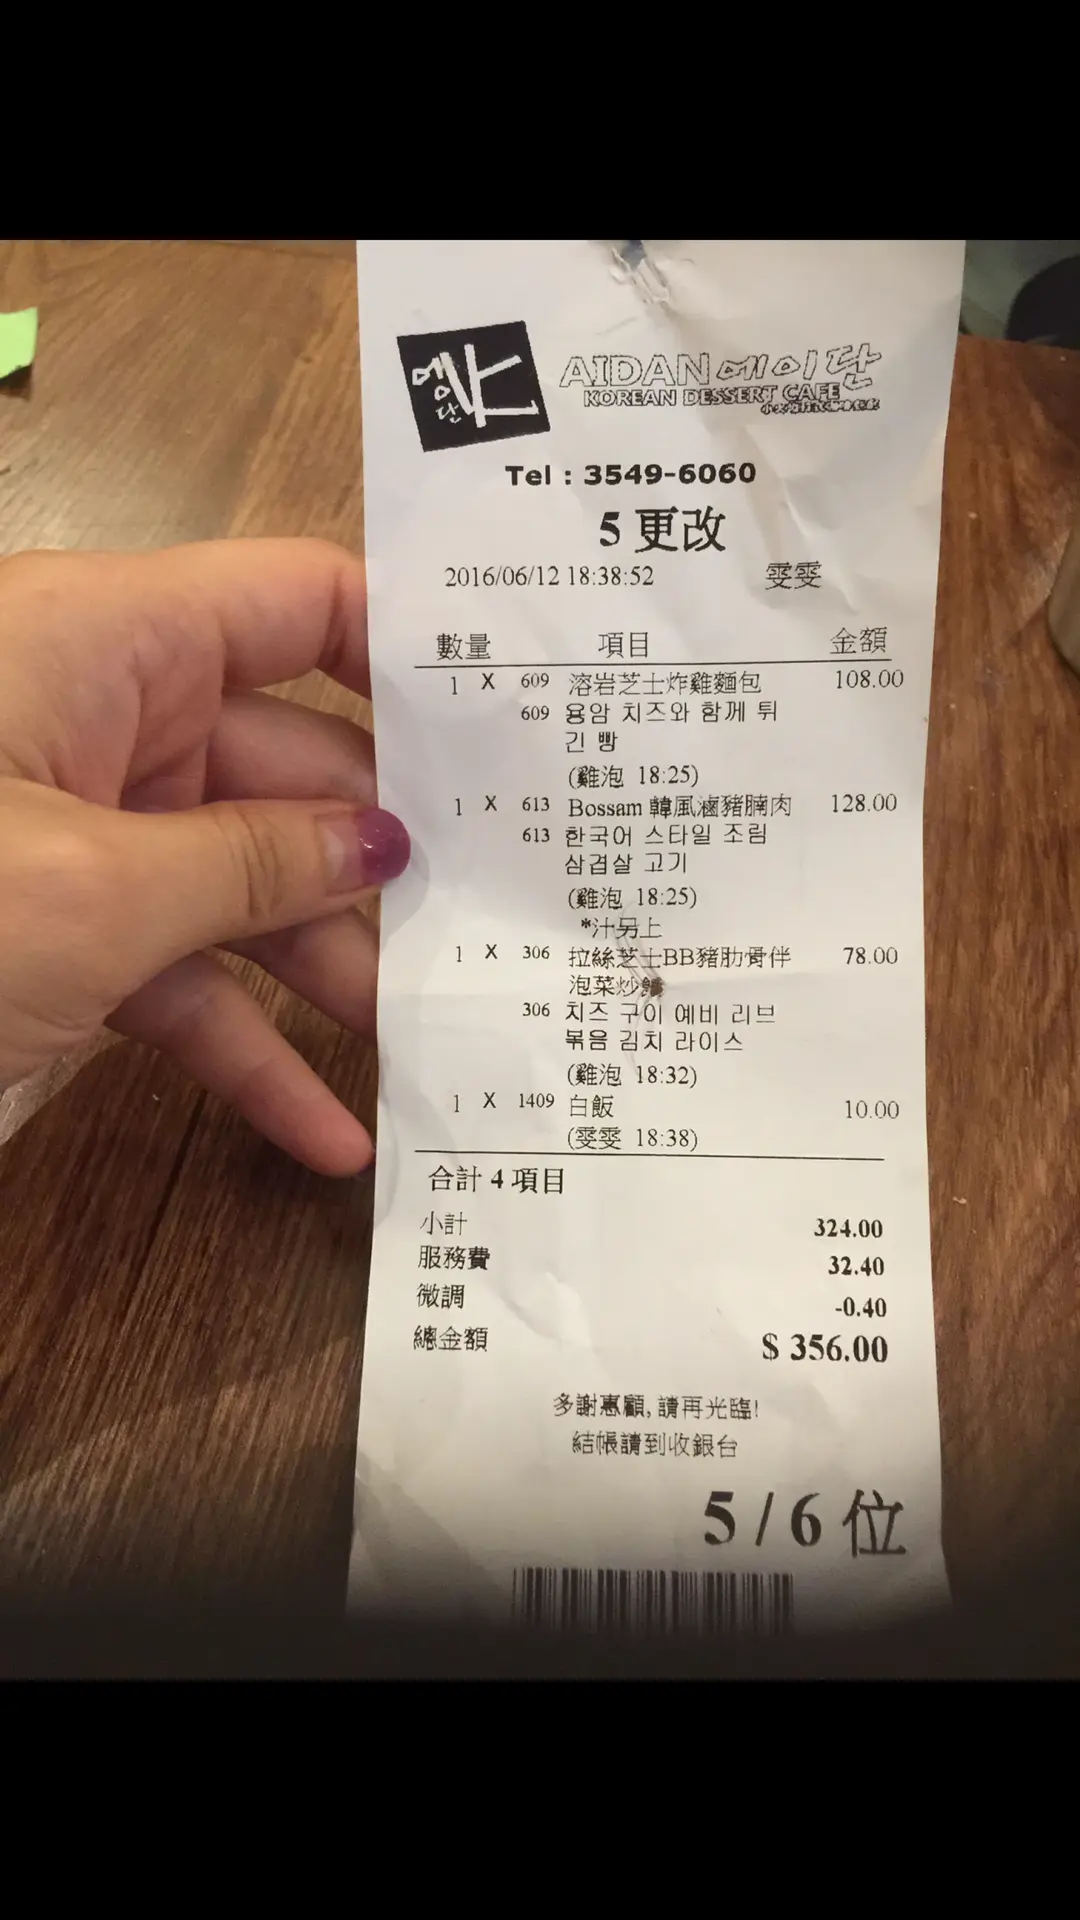 에이단 K
AIDAN 에이단
KOREAN DESSERT CAFE
Tel : 3549-6060
5 更改
2016/06/12 18:38:52 雯雯
數量 項目 金額
1 X 609 溶岩芝士炸雞麵包 108.00
609 용암 치즈와 함께 튀
긴 빵
(雞泡 18:25)
1 X 613 Bossam 韓風滷豬腩肉 128.00
613 한국어 스타일 조림
삼겹살 고기
(雞泡 18:25)
*汁另上
1 X 306 拉絲芝士BB豬肋骨伴 78.00
泡菜炒
306 치즈 구이 예비 리브
볶음 김치 라이스
(雞泡 18:32)
1 X 1409 白飯 10.00
(雯雯 18:38)
合計 4 項目
小計 324.00
服務費 32.40
微調 -0.40
總金額 $ 356.00
多謝惠顧, 請再光臨!
結帳請到收銀台
5 / 6 位